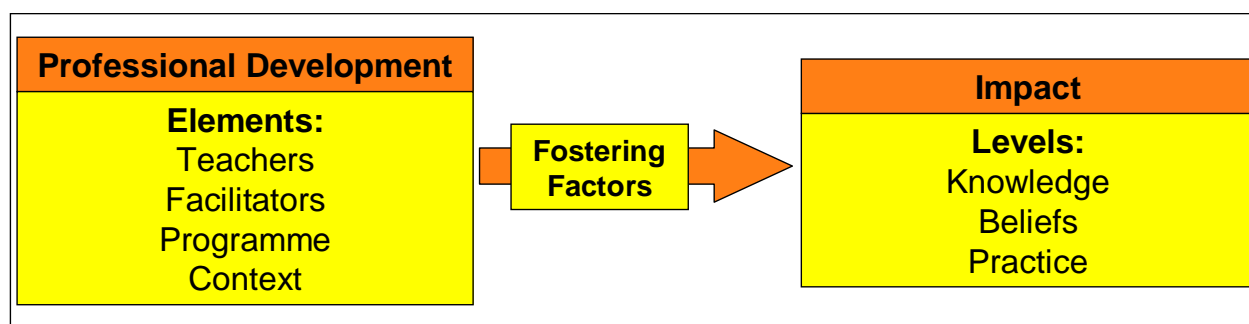 Professional Development
Elements:
Teachers
Facilitators
Programme
Context
Fostering
Factors
Impact
Levels:
Knowledge
Beliefs
Practice